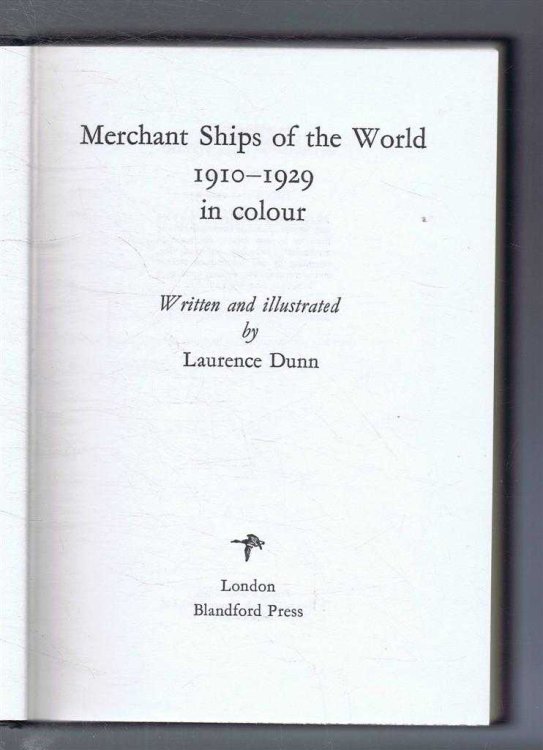 Merchant Ships of the World
1910–1929
in colour
Written and illustrated
by
Laurence Dunn
London
Blandford Press